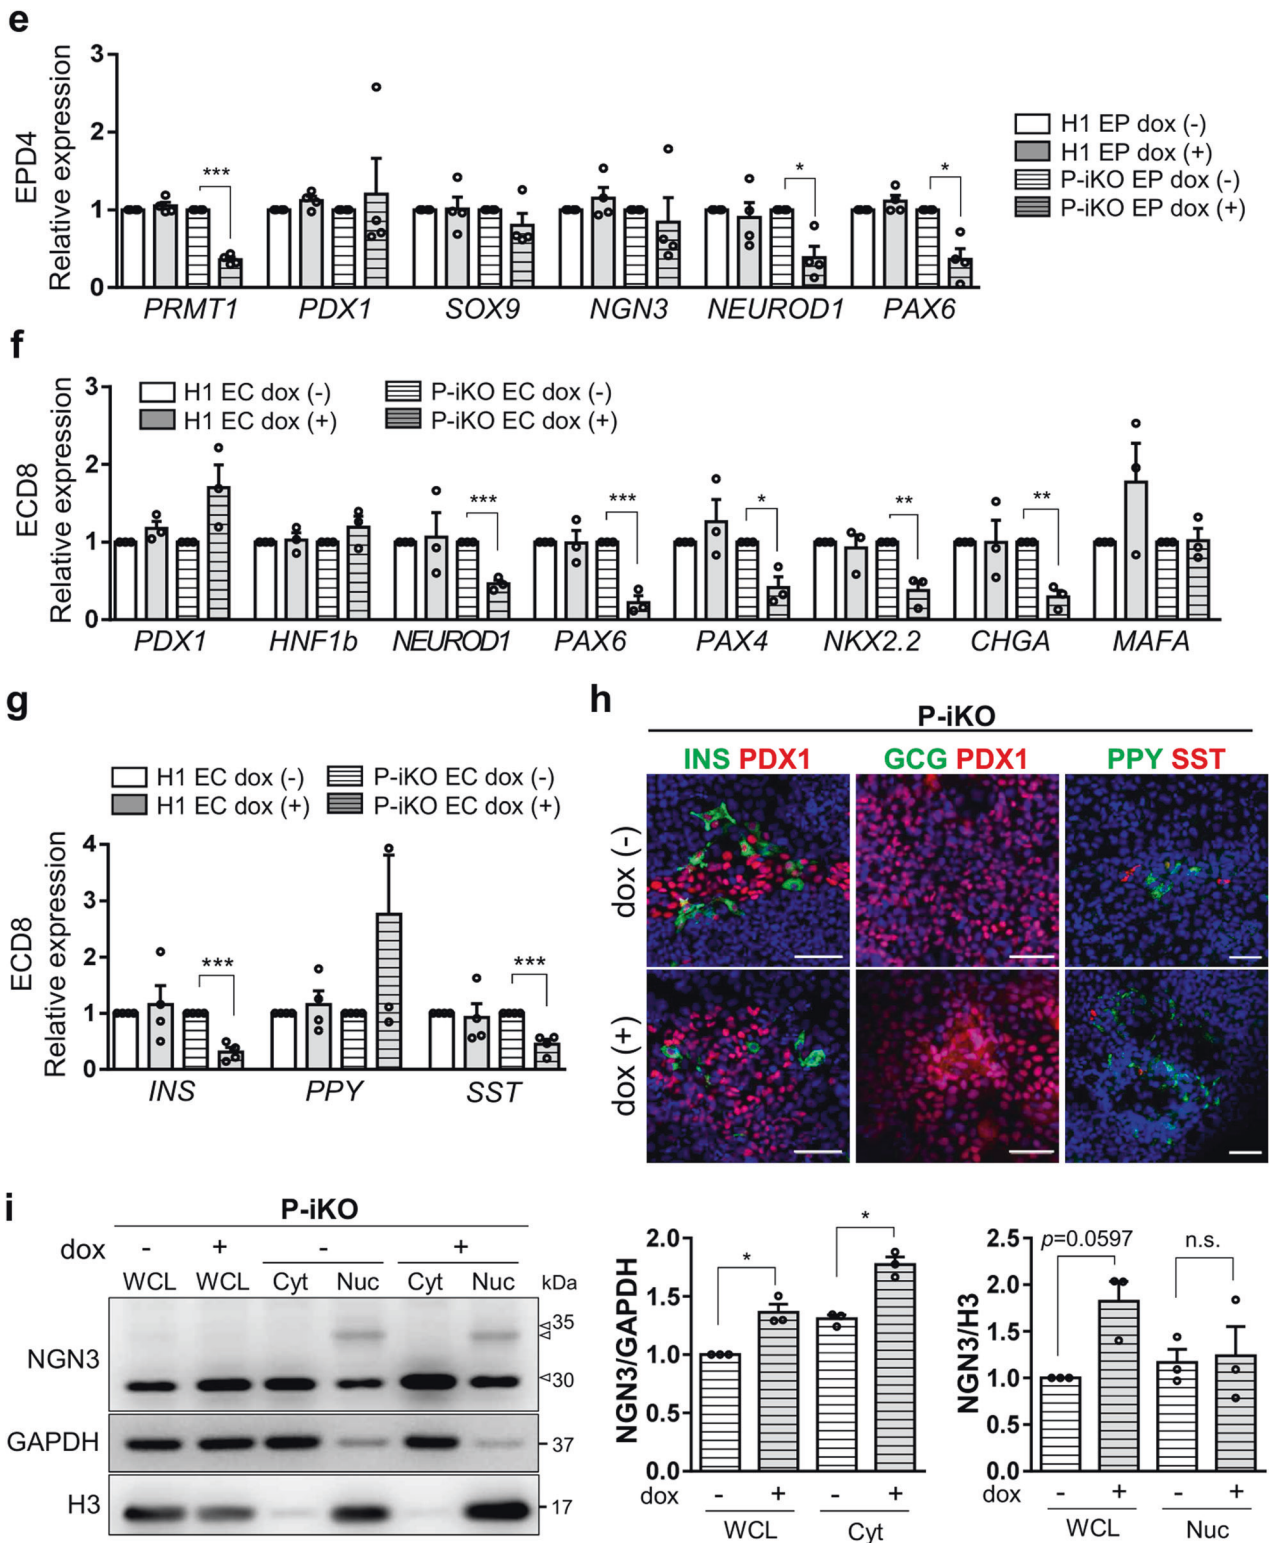 e
EPD4
Relative expression
3
2
1
0
***
*
*
PRMT1 PDX1 SOX9 NGN3 NEUROD1 PAX6
H1 EP dox (-)
H1 EP dox (+)
P-iKO EP dox (-)
P-iKO EP dox (+)
f
ECD8
Relative expression
3
2
1
0
H1 EC dox (-)
H1 EC dox (+)
P-iKO EC dox (-)
P-iKO EC dox (+)
*** *** * ** **
PDX1 HNF1b NEUROD1 PAX6 PAX4 NKX2.2 CHGA MAFA
g
H1 EC dox (-)
H1 EC dox (+)
P-iKO EC dox (-)
P-iKO EC dox (+)
ECD8
Relative expression
4
3
2
1
0
*** ***
INS PPY SST
h
P-iKO
INS PDX1 GCG PDX1 PPY SST
dox (-)
dox (+)
i
P-iKO
dox - + - +
WCL WCL Cyt Nuc Cyt Nuc kDa
NGN3
35
30
GAPDH
37
H3
17
NGN3/GAPDH
2.0
1.5
1.0
0.5
0.0
*
*
dox - + - +
WCL Cyt
NGN3/H3
2.5
2.0
1.5
1.0
0.5
0.0
p=0.0597
n.s.
dox - + - +
WCL Nuc